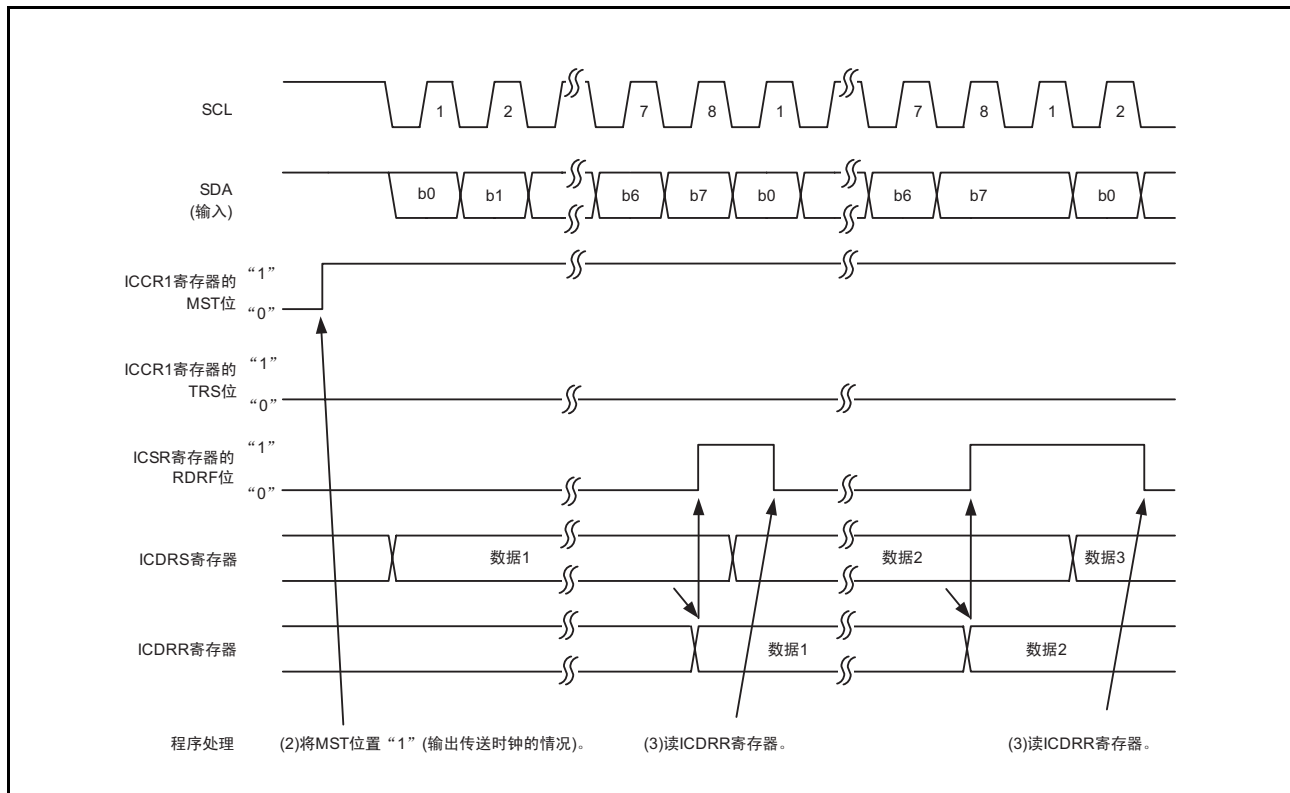 SCL
1 2 7 8 1 7 8 1 2
SDA
(输入)
b0 b1 b6 b7 b0 b6 b7 b0
ICCR1寄存器的
MST位
“1”
“0”
ICCR1寄存器的
TRS位
“1”
“0”
ICSR寄存器的
RDRF位
“1”
“0”
ICDRS寄存器
数据1 数据2 数据3
ICDRR寄存器
数据1 数据2
程序处理
(2)将MST位置“1”(输出传送时钟的情况)。
(3)读ICDRR寄存器。
(3)读ICDRR寄存器。